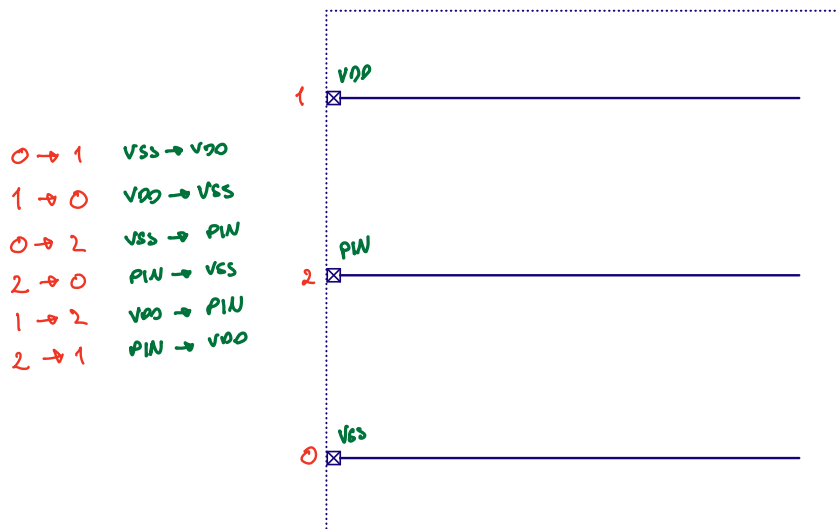 VDD
1
0 → 1 VSS → VDD
1 → 0 VDD → VSS
0 → 2 VSS → PIN
2 → 0 PIN → VSS
1 → 2 VDD → PIN
2 → 1 PIN → VDD
PIN
2
VSS
0